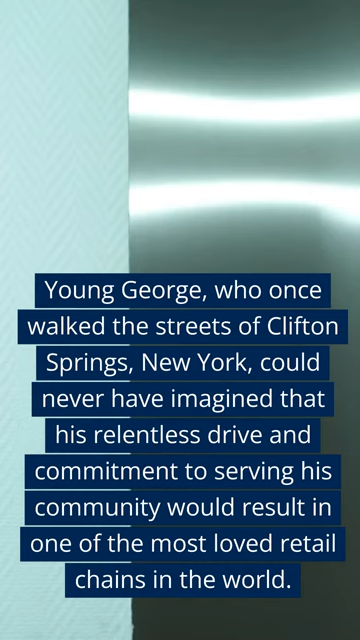 Young George, who once
walked the streets of Clifton
Springs, New York, could
never have imagined that
his relentless drive and
commitment to serving his
community would result in
one of the most loved retail
chains in the world.